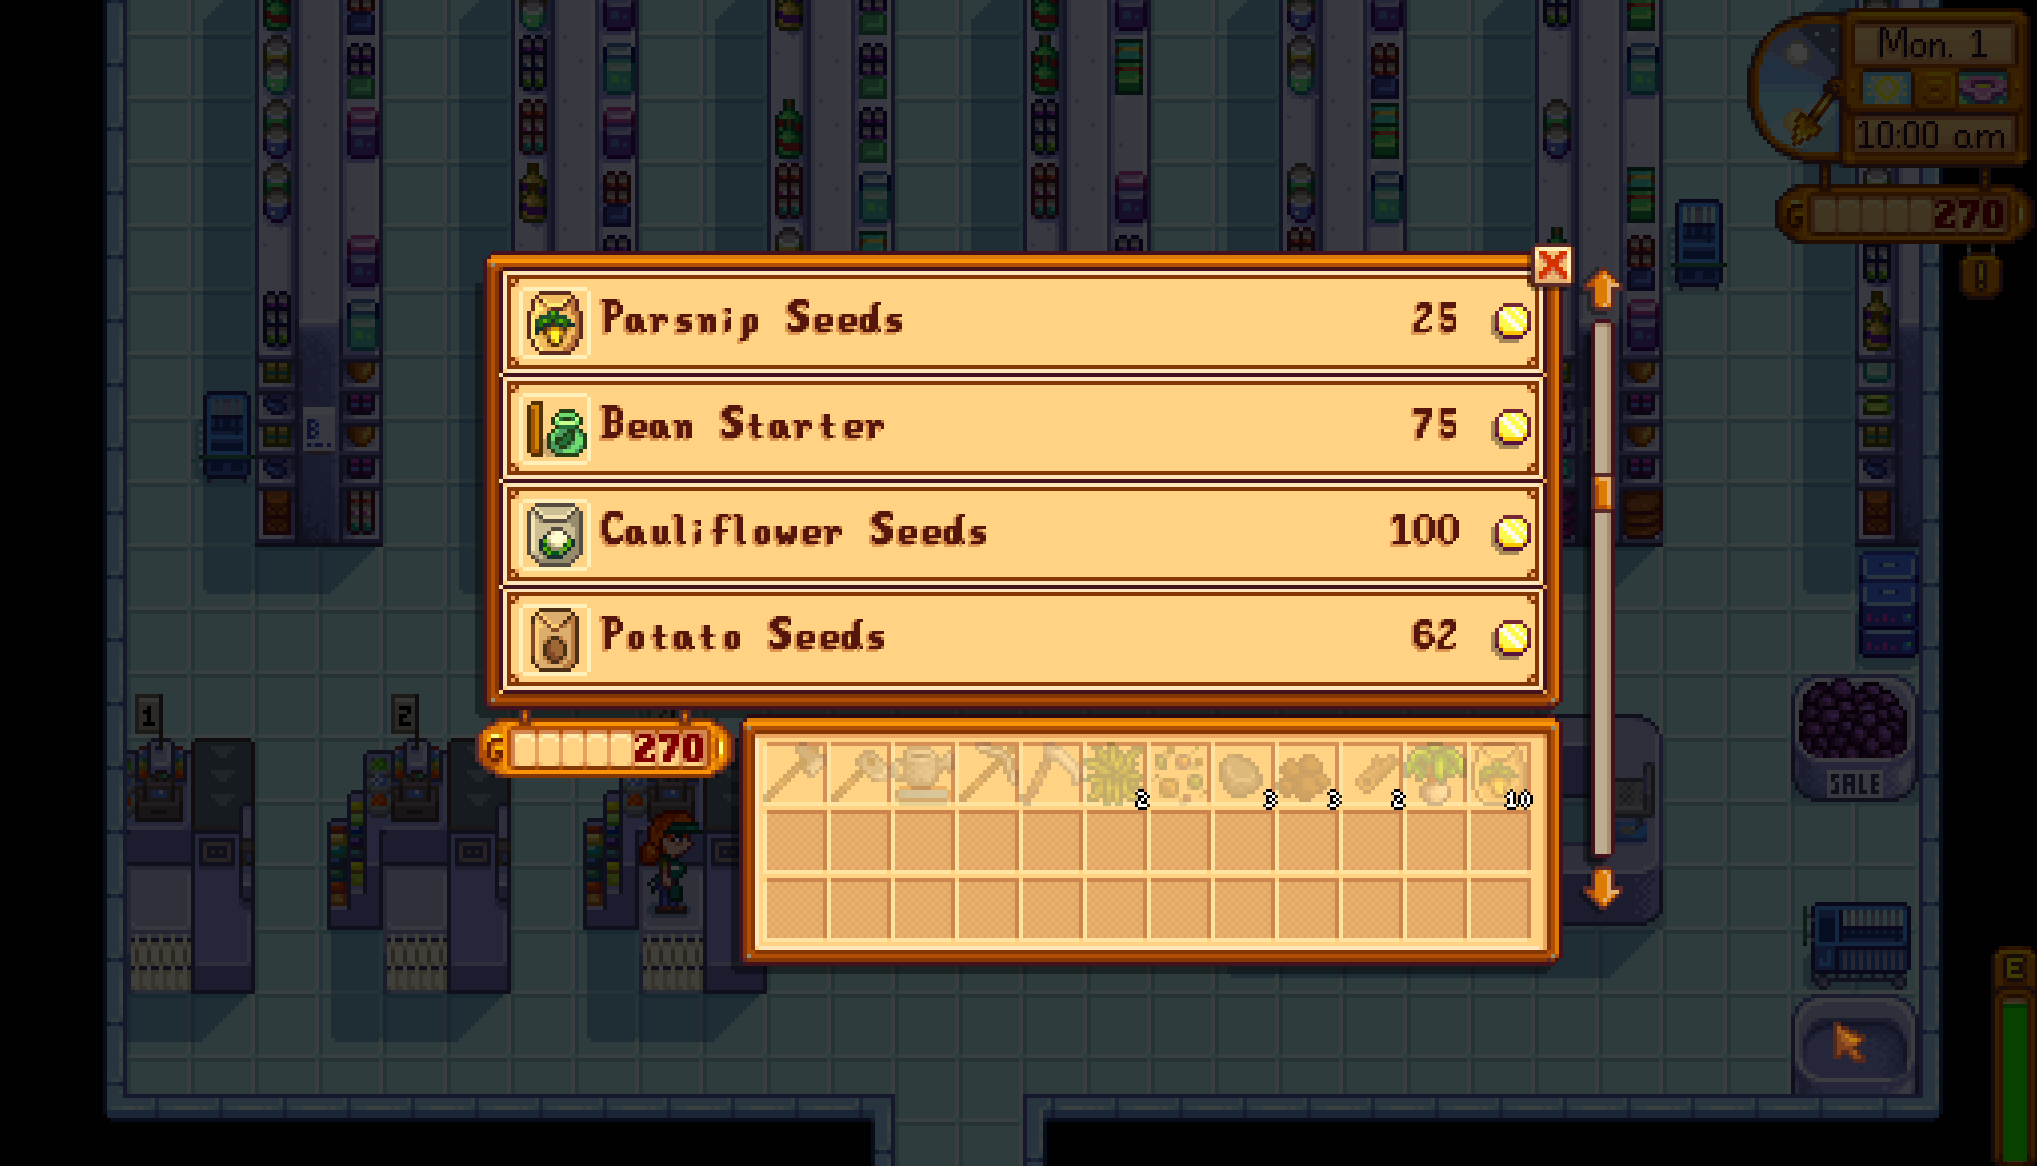 Mon. 1
10:00 am
G 270
!
Parsnip Seeds 25
Bean Starter 75
Cauliflower Seeds 100
Potato Seeds 62
B
1
2
G 270
2 3 3 2 10
SALE
E